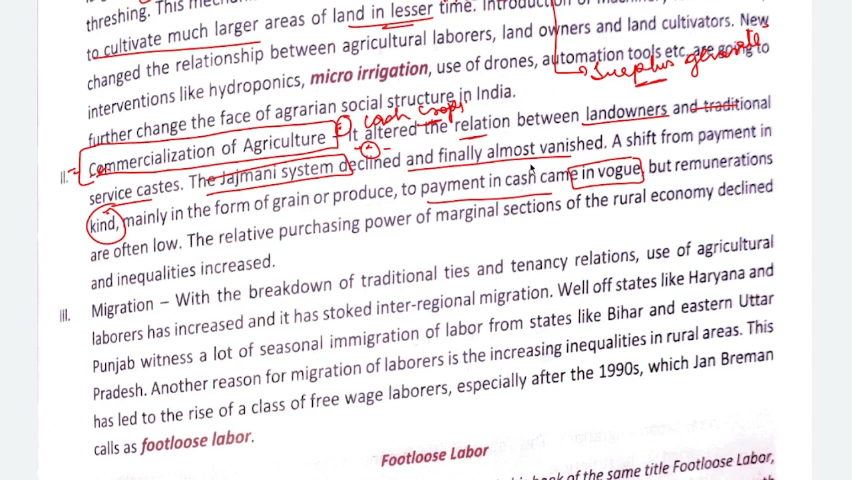 threshing. This
to cultivate much larger areas of land in lesser time. Introduction of
changed the relationship between agricultural laborers, land owners and land cultivators. New
interventions like hydroponics, micro irrigation, use of drones, automation tools etc. are going to
further change the face of agrarian social structure in India.
Surplus generate
cash crops
II. Commercialization of Agriculture – It altered the relation between landowners and traditional
service castes. The Jajmani system declined and finally almost vanished. A shift from payment in
kind, mainly in the form of grain or produce, to payment in cash came in vogue, but remunerations
are often low. The relative purchasing power of marginal sections of the rural economy declined
and inequalities increased.
III. Migration – With the breakdown of traditional ties and tenancy relations, use of agricultural
laborers has increased and it has stoked inter-regional migration. Well off states like Haryana and
Punjab witness a lot of seasonal immigration of labor from states like Bihar and eastern Uttar
Pradesh. Another reason for migration of laborers is the increasing inequalities in rural areas. This
has led to the rise of a class of free wage laborers, especially after the 1990s, which Jan Breman
calls as footloose labor.
Footloose Labor
book of the same title Footloose Labor,